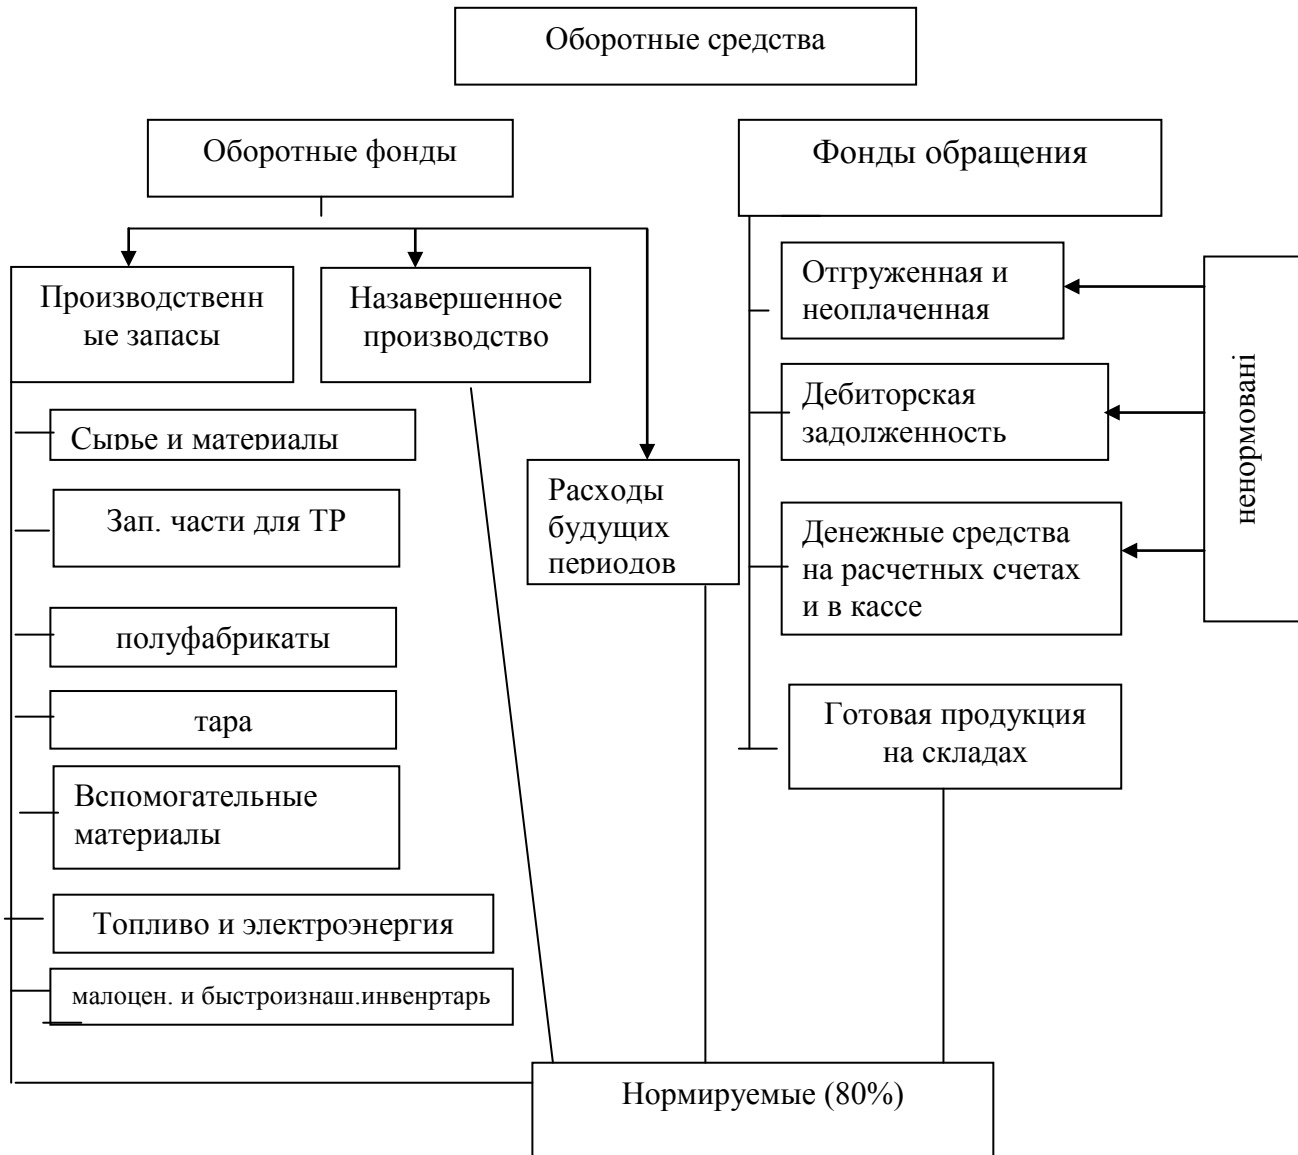 Оборотные средства
Оборотные фонды
Фонды обращения
Производственн
ые запасы
Назавершенное
производство
Отгруженная и
неоплаченная
Дебиторская
задолженность
Денежные средства
на расчетных счетах
и в кассе
Готовая продукция
на складах
ненормовані
Сырье и материалы
Зап. части для ТР
полуфабрикаты
тара
Вспомогательные
материалы
Топливо и электроэнергия
малоцен. и быстроизнаш.инвенртарь
Расходы
будущих
периодов
Нормируемые (80%)